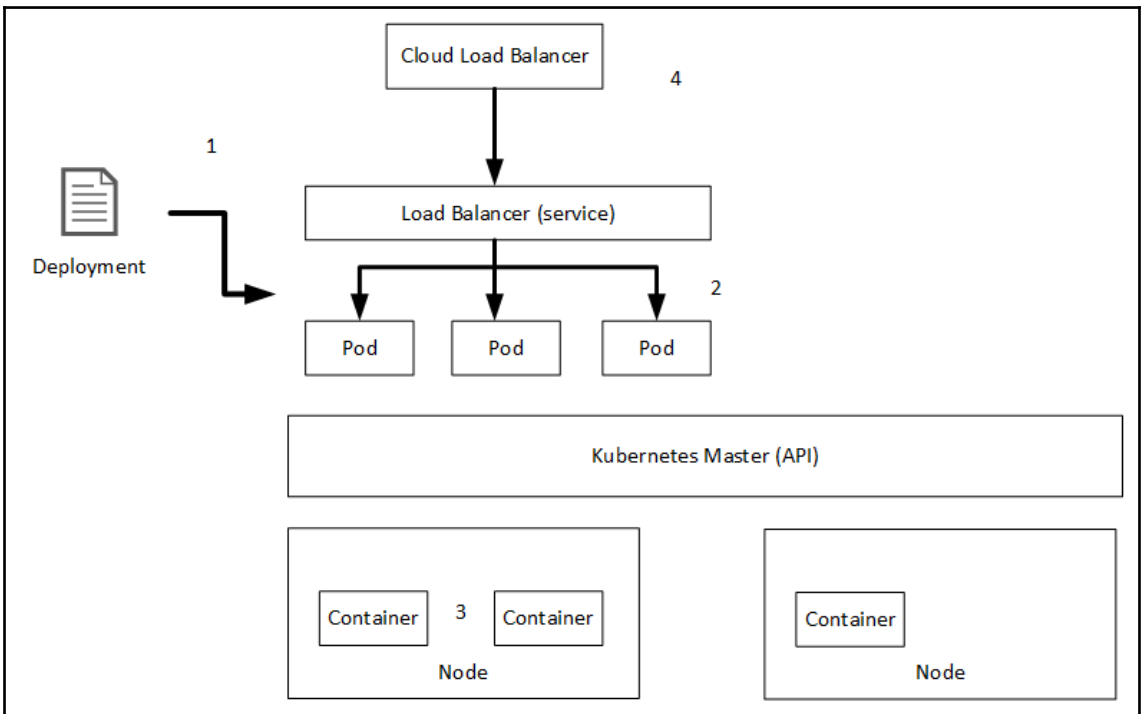 Cloud Load Balancer
4
1
Load Balancer (service)
Deployment
2
Pod
Pod
Pod
Kubernetes Master (API)
Container
3
Container
Container
Node
Node